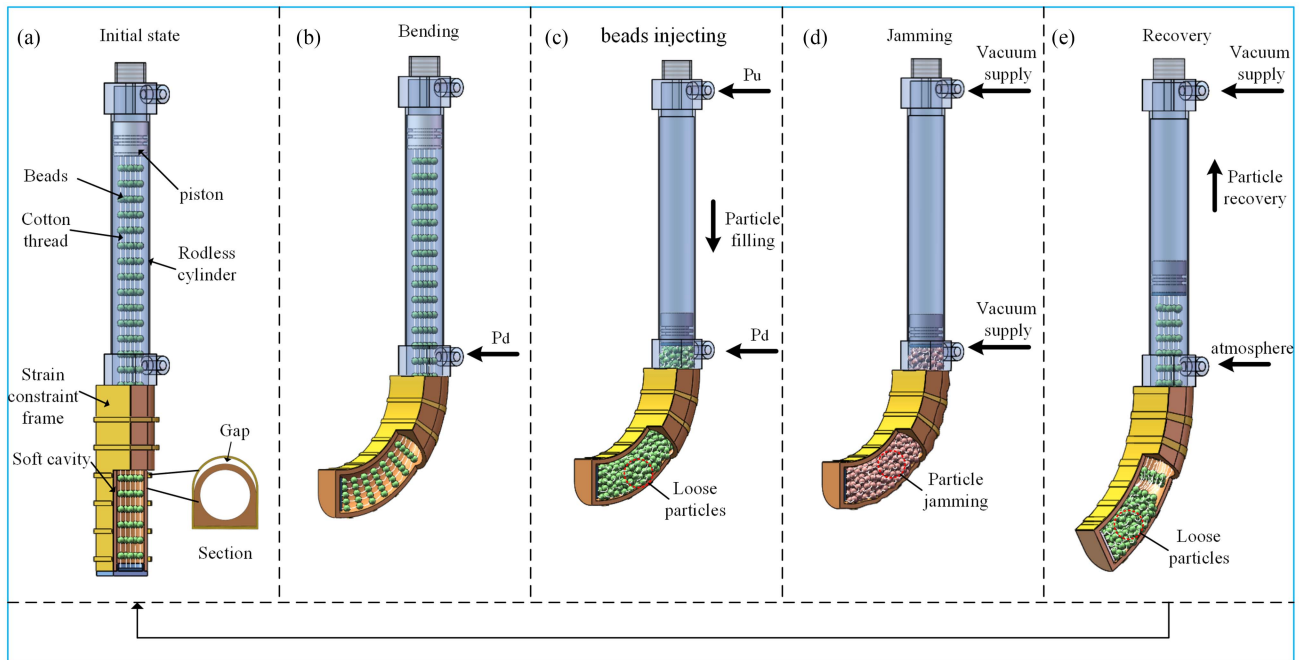 (a)
Initial state
Beads
piston
Cotton
thread
Rodless
cylinder
Strain
constraint
frame
Soft cavity
Gap
Section
(b)
Bending
Pd
(c)
beads injecting
Pu
Particle
filling
Pd
Loose
particles
(d)
Jamming
Vacuum
supply
Vacuum
supply
Particle
jamming
(e)
Recovery
Vacuum
supply
Particle
recovery
atmosphere
Loose
particles